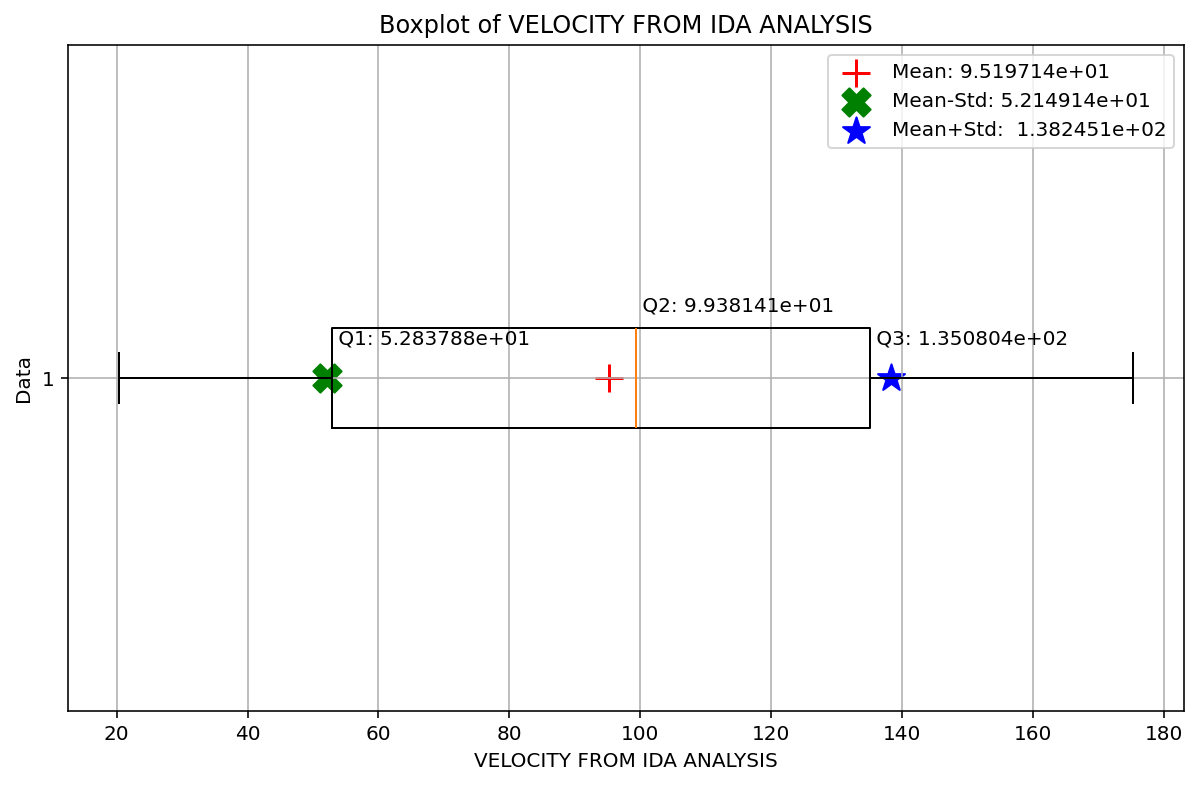 Boxplot of VELOCITY FROM IDA ANALYSIS
Mean: 9.519714e+01
Mean-Std: 5.214914e+01
Mean+Std:  1.382451e+02
Q2: 9.938141e+01
Q1: 5.283788e+01
Q3: 1.350804e+02
Data
1
20 40 60 80 100 120 140 160 180
VELOCITY FROM IDA ANALYSIS